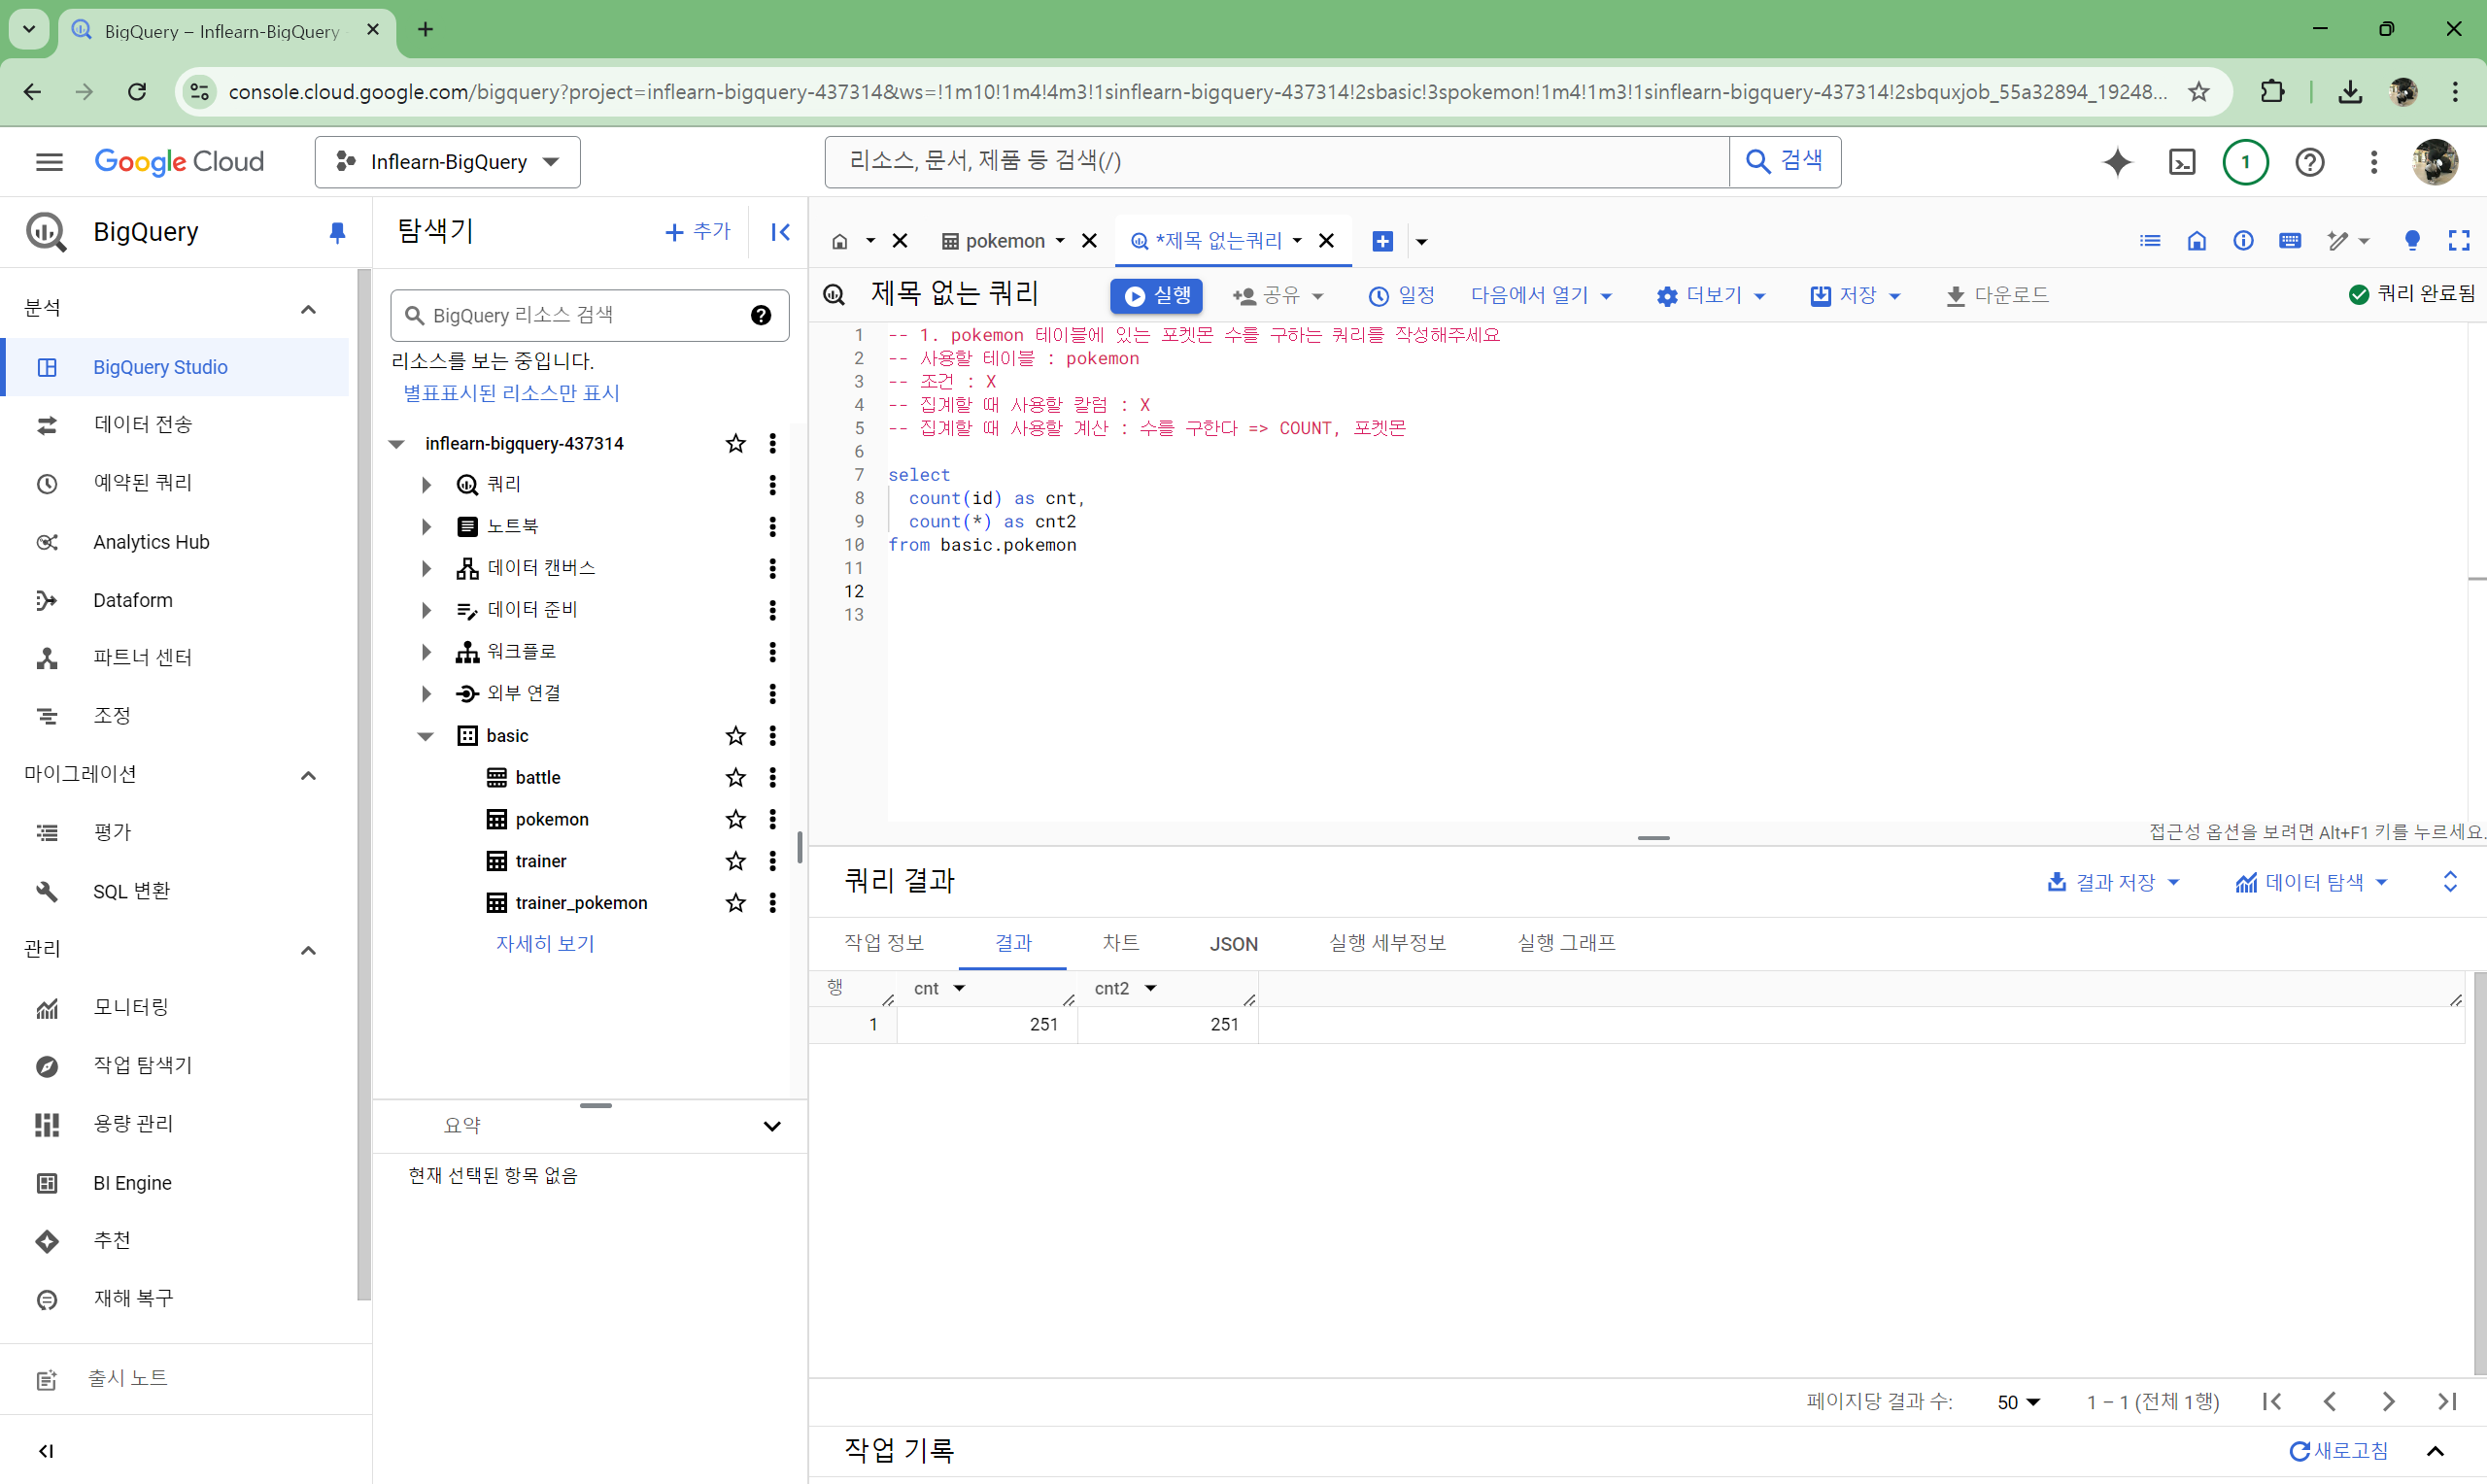 BigQuery – Inflearn-BigQuery
console.cloud.google.com/bigquery?project=inflearn-bigquery-437314&ws=!1m10!1m4!4m3!1sinflearn-bigquery-437314!2sbasic!3spokemon!1m4!1m3!1sinflearn-bigquery-437314!2sbquxjob_55a32894_19248...
Google Cloud
Inflearn-BigQuery
리소스, 문서, 제품 등 검색(/)
검색
1
BigQuery
분석
BigQuery Studio
데이터 전송
예약된 쿼리
Analytics Hub
Dataform
파트너 센터
조정
마이그레이션
평가
SQL 변환
관리
모니터링
작업 탐색기
용량 관리
BI Engine
추천
재해 복구
출시 노트
탐색기
추가
BigQuery 리소스 검색
리소스를 보는 중입니다.
별표표시된 리소스만 표시
inflearn-bigquery-437314
쿼리
노트북
데이터 캔버스
데이터 준비
워크플로
외부 연결
basic
battle
pokemon
trainer
trainer_pokemon
자세히 보기
요약
현재 선택된 항목 없음
pokemon
*제목 없는쿼리
제목 없는 쿼리
실행
공유
일정
다음에서 열기
더보기
저장
다운로드
쿼리 완료됨
1 -- 1. pokemon 테이블에 있는 포켓몬 수를 구하는 쿼리를 작성해주세요
2 -- 사용할 테이블 : pokemon
3 -- 조건 : X
4 -- 집계할 때 사용할 칼럼 : X
5 -- 집계할 때 사용할 계산 : 수를 구한다 => COUNT, 포켓몬
6
7 select
8 count(id) as cnt,
9 count(*) as cnt2
10 from basic.pokemon
11
12
13
접근성 옵션을 보려면 Alt+F1 키를 누르세요.
쿼리 결과
결과 저장
데이터 탐색
작업 정보 결과 차트 JSON 실행 세부정보 실행 그래프
행 cnt cnt2
1 251 251
페이지당 결과 수: 50 1 – 1 (전체 1행)
작업 기록
새로고침